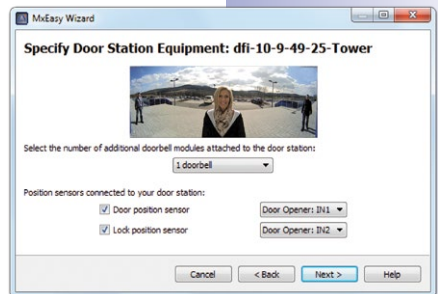 MxEasy Wizard
Specify Door Station Equipment: dfi-10-9-49-25-Tower
Select the number of additional doorbell modules attached to the door station:
1 doorbell
Position sensors connected to your door station:
Door position sensor Door Opener: IN1
Lock position sensor Door Opener: IN2
Cancel < Back Next > Help